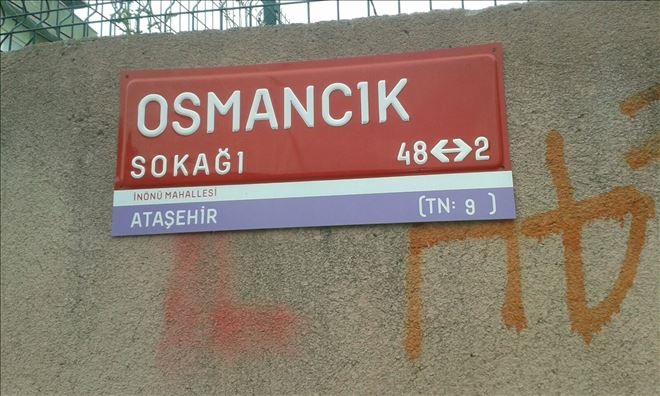 OSMANCIK
SOKAĞI 48↔2
İNÖNÜ MAHALLESİ
ATAŞEHİR (TN: 9 )